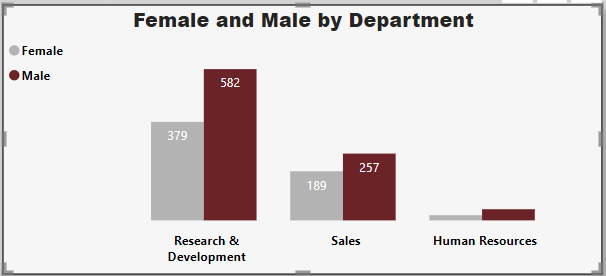 Female and Male by Department
Female
Male
582
379
257
189
Research &
Development
Sales
Human Resources